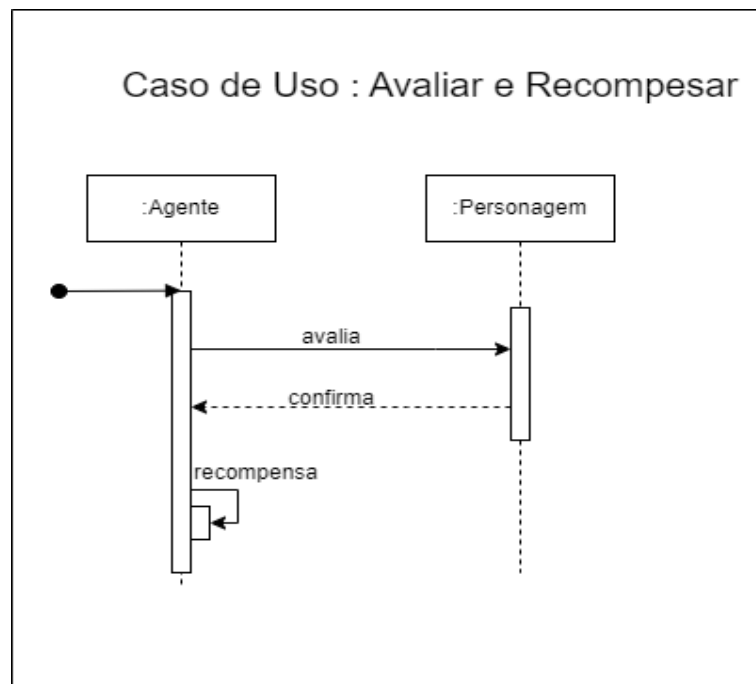 Caso de Uso : Avaliar e Recompesar
:Agente
:Personagem
avalia
confirma
recompensa